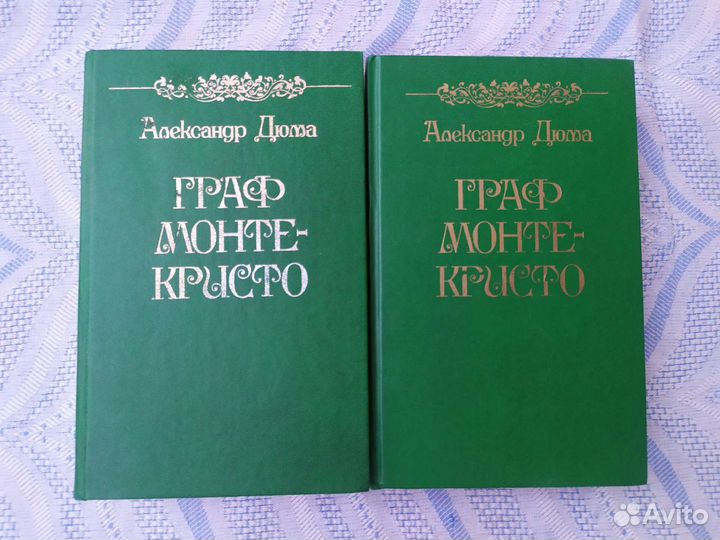 Александр Дюма
ГРАФ
МОНТЕ-
КРИСТО
Александр Дюма
ГРАФ
МОНТЕ-
КРИСТО
Avito